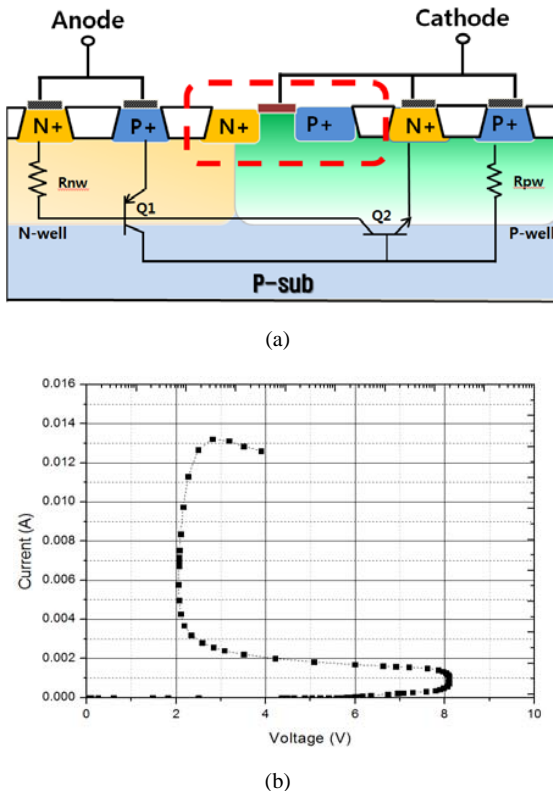 Anode Cathode
N+ P+ N+ P+ N+ P+
Rnw Rpw
Q1 Q2
N-well P-well
P-sub
(a)
0.016
0.014
0.012
0.010
0.008
0.006
0.004
0.002
0.000
Current (A)
0 2 4 6 8 10
Voltage (V)
(b)